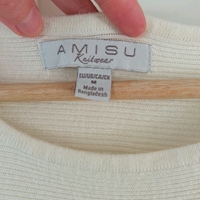 AMISU
Knitwear
EU/UK/CA/CN
M
Made in
Bangladesh